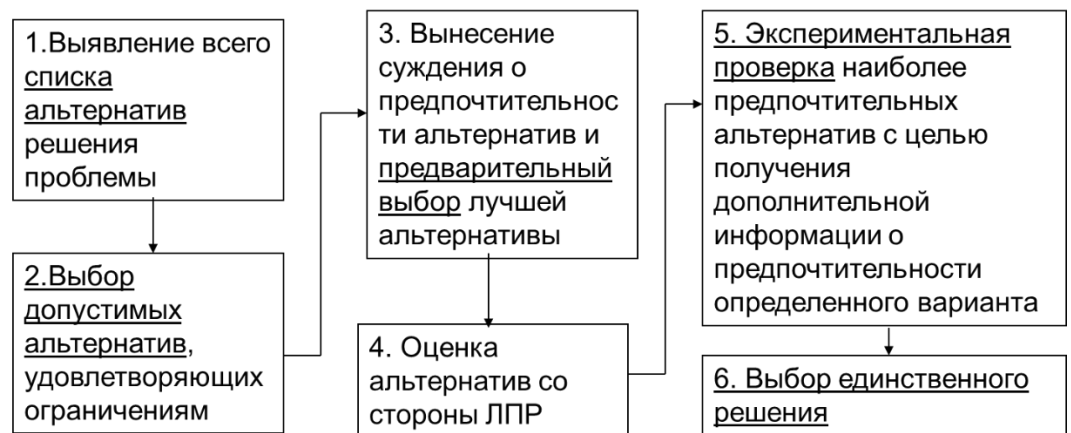 1.Выявление всего
списка
альтернатив
решения
проблемы
2.Выбор
допустимых
альтернатив,
удовлетворяющих
ограничениям
3. Вынесение
суждения о
предпочтительнос
ти альтернатив и
предварительный
выбор лучшей
альтернативы
4. Оценка
альтернатив со
стороны ЛПР
5. Экспериментальная
проверка наиболее
предпочтительных
альтернатив с целью
получения
дополнительной
информации о
предпочтительности
определенного варианта
6. Выбор единственного
решения